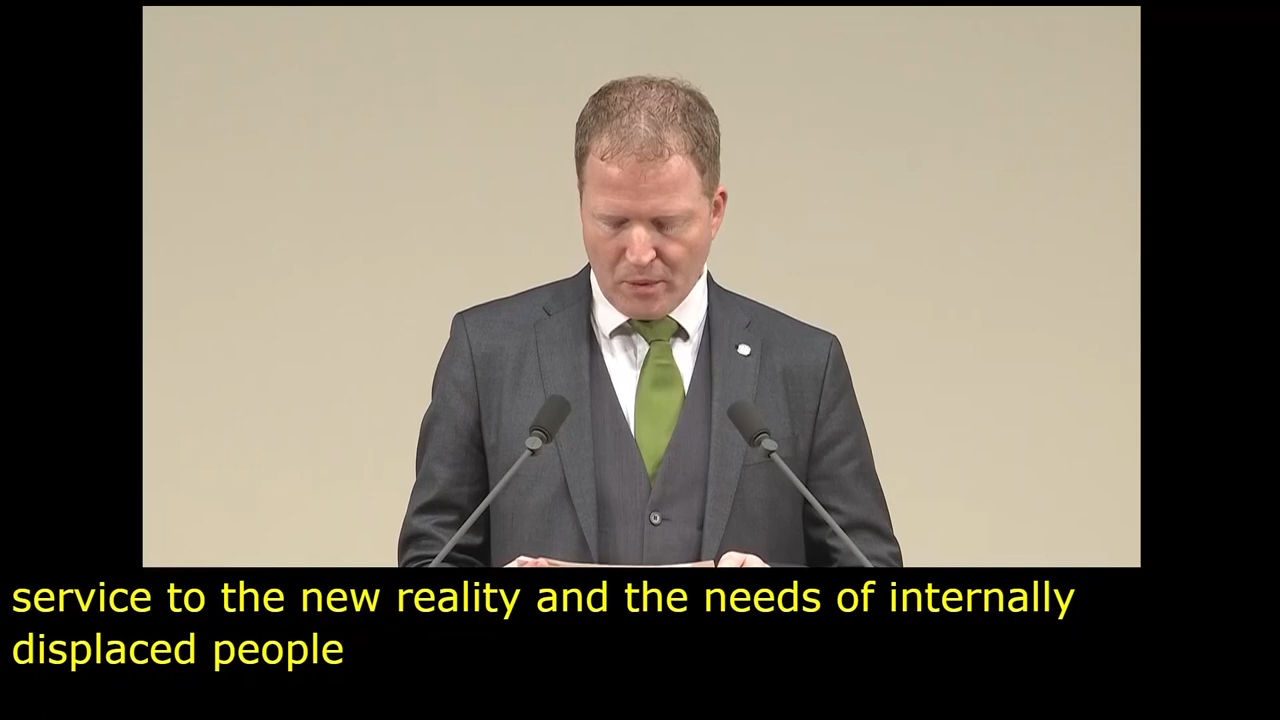 service to the new reality and the needs of internally
displaced people